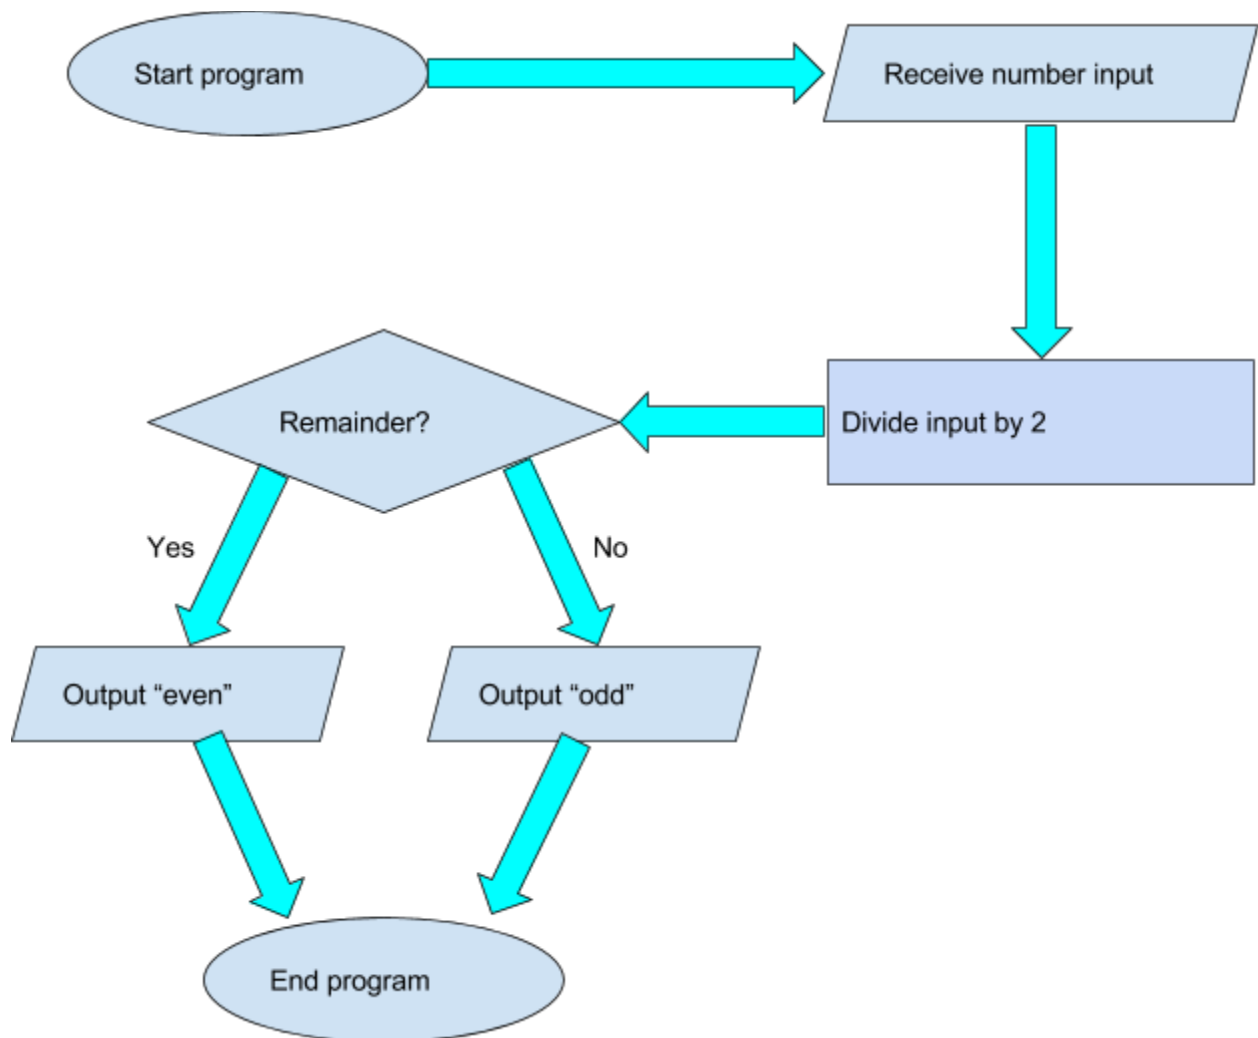 Start program
Receive number input
Divide input by 2
Remainder?
Yes
No
Output “even”
Output “odd”
End program